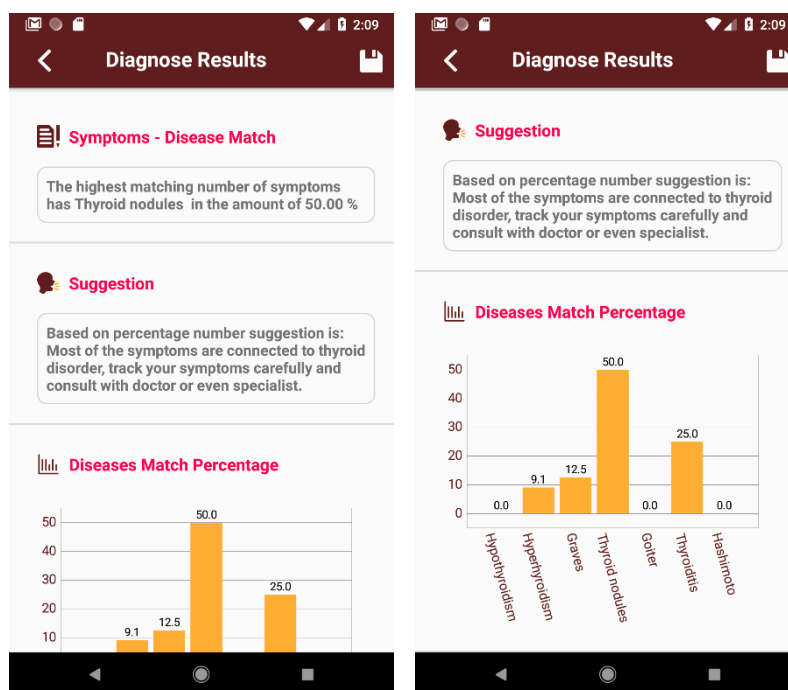 2:09
Diagnose Results
Symptoms - Disease Match
The highest matching number of symptoms
has Thyroid nodules in the amount of 50.00 %
Suggestion
Based on percentage number suggestion is:
Most of the symptoms are connected to thyroid
disorder, track your symptoms carefully and
consult with doctor or even specialist.
Diseases Match Percentage
50
40
30
20
10
9.1
12.5
50.0
25.0
2:09
Diagnose Results
Suggestion
Based on percentage number suggestion is:
Most of the symptoms are connected to thyroid
disorder, track your symptoms carefully and
consult with doctor or even specialist.
Diseases Match Percentage
50
40
30
20
10
0
0.0
9.1
12.5
50.0
0.0
25.0
0.0
Hypothyroidism
Hyperhyroidism
Graves
Thyroid nodules
Goiter
Thyroiditis
Hashimoto